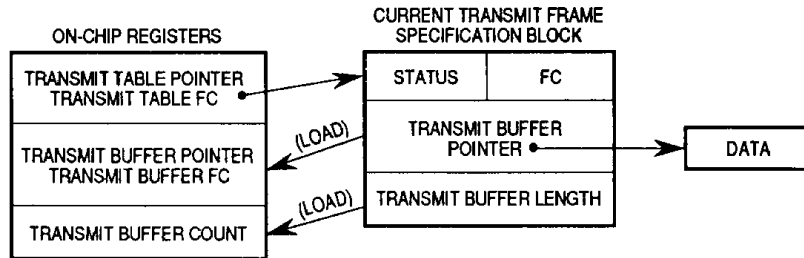 ON-CHIP REGISTERS
TRANSMIT TABLE POINTER
TRANSMIT TABLE FC
TRANSMIT BUFFER POINTER
TRANSMIT BUFFER FC
TRANSMIT BUFFER COUNT
(LOAD)
(LOAD)
CURRENT TRANSMIT FRAME
SPECIFICATION BLOCK
STATUS
FC
TRANSMIT BUFFER
POINTER
TRANSMIT BUFFER LENGTH
DATA